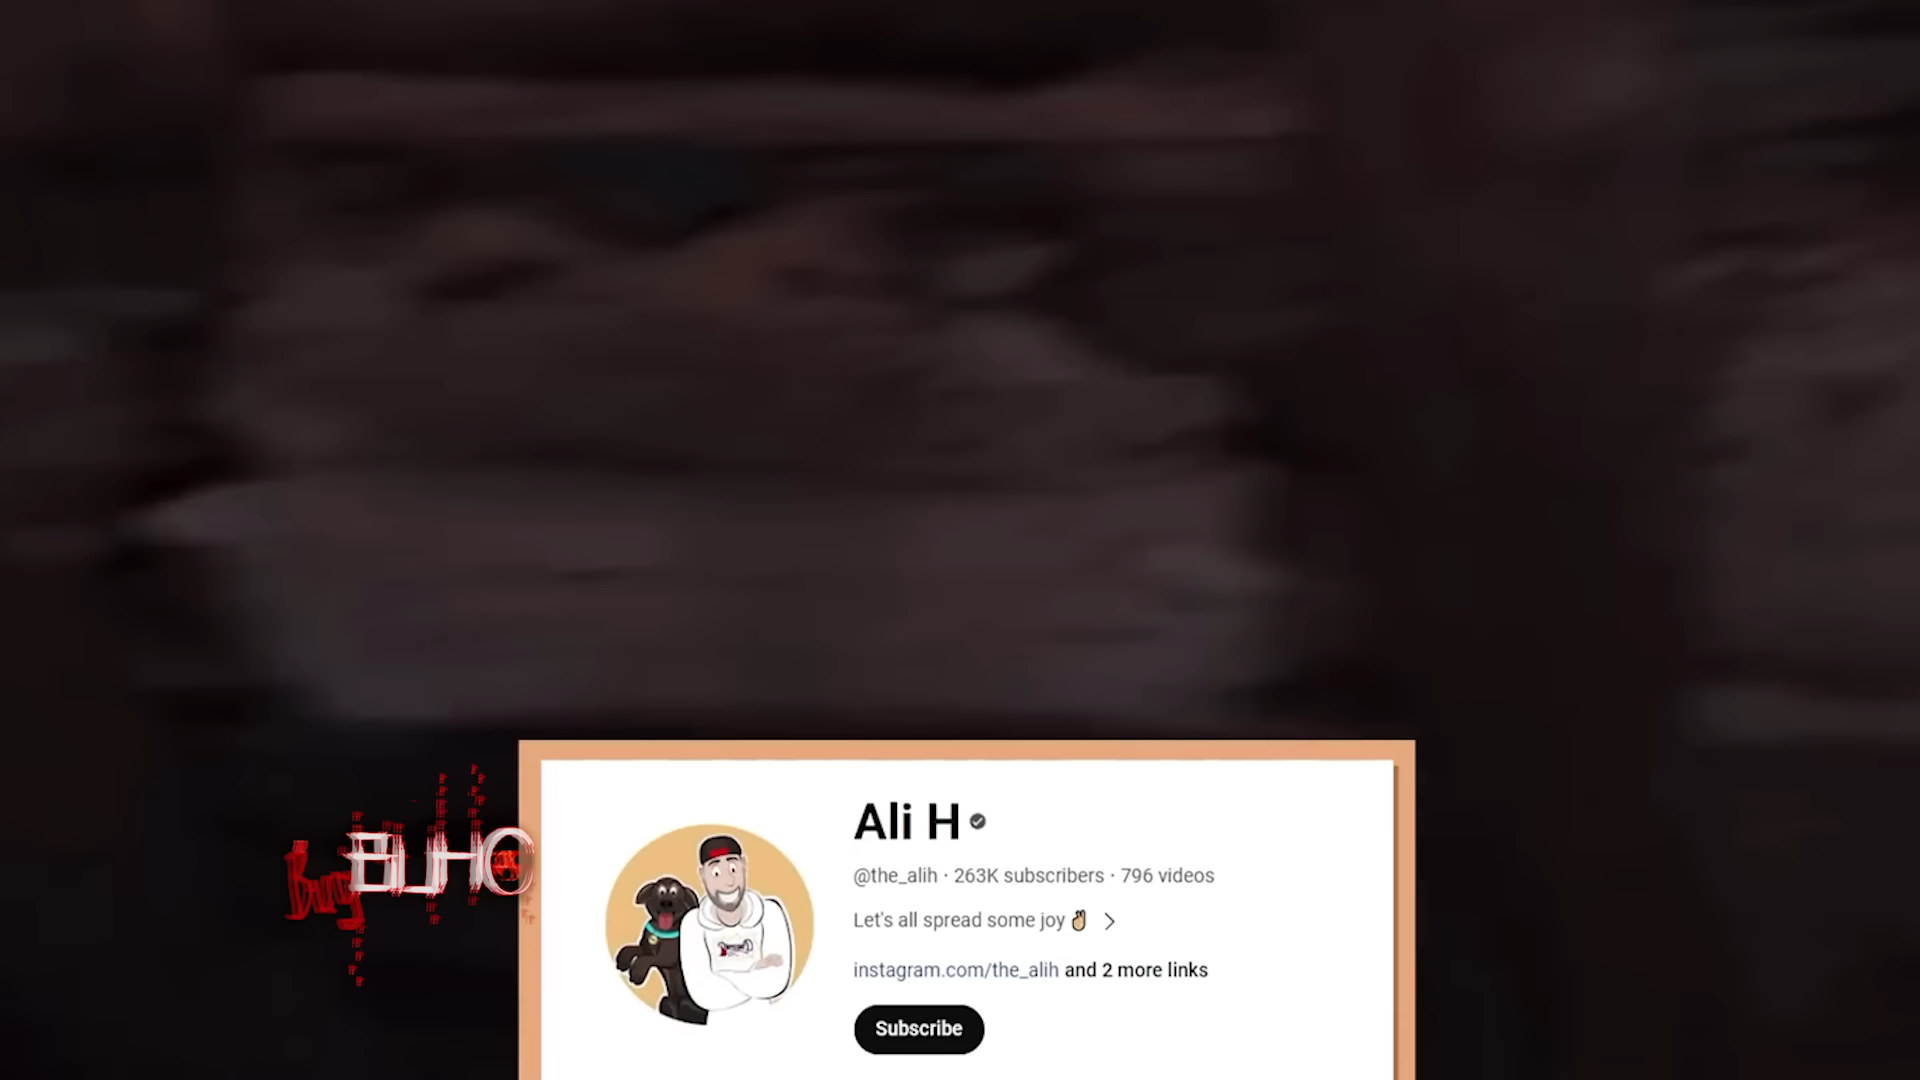 Ali H
@the_alih · 263K subscribers · 796 videos
Let's all spread some joy✌🏼 >
instagram.com/the_alih and 2 more links
Subscribe